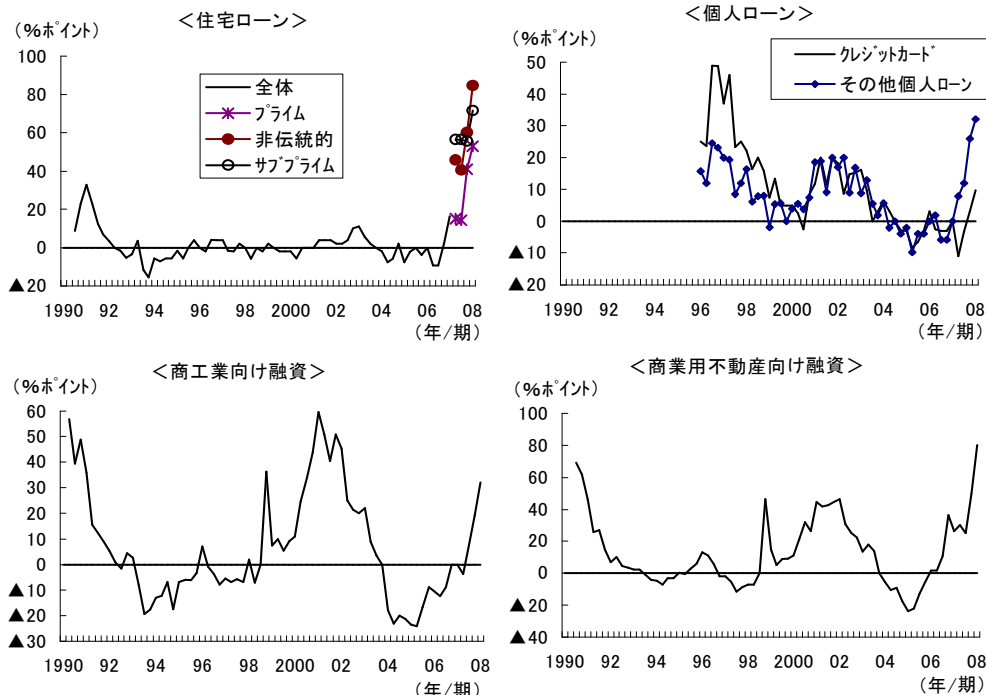 ＜住宅ローン＞
（％ポイント）
100
80
60
40
20
0
▲ 20
全体
プライム
非伝統的
サブプライム
1990 92 94 96 98 2000 02 04 06 08
（年/期）
＜個人ローン＞
（％ポイント）
50
40
30
20
10
0
▲ 10
▲ 20
クレジットカード
その他個人ローン
1990 92 94 96 98 2000 02 04 06 08
（年/期）
＜商工業向け融資＞
（％ポイント）
60
50
40
30
20
10
0
▲ 10
▲ 20
▲ 30
1990 92 94 96 98 2000 02 04 06 08
（年/期）
＜商業用不動産向け融資＞
（％ポイント）
100
80
60
40
20
0
▲ 20
▲ 40
1990 92 94 96 98 2000 02 04 06 08
（年/期）